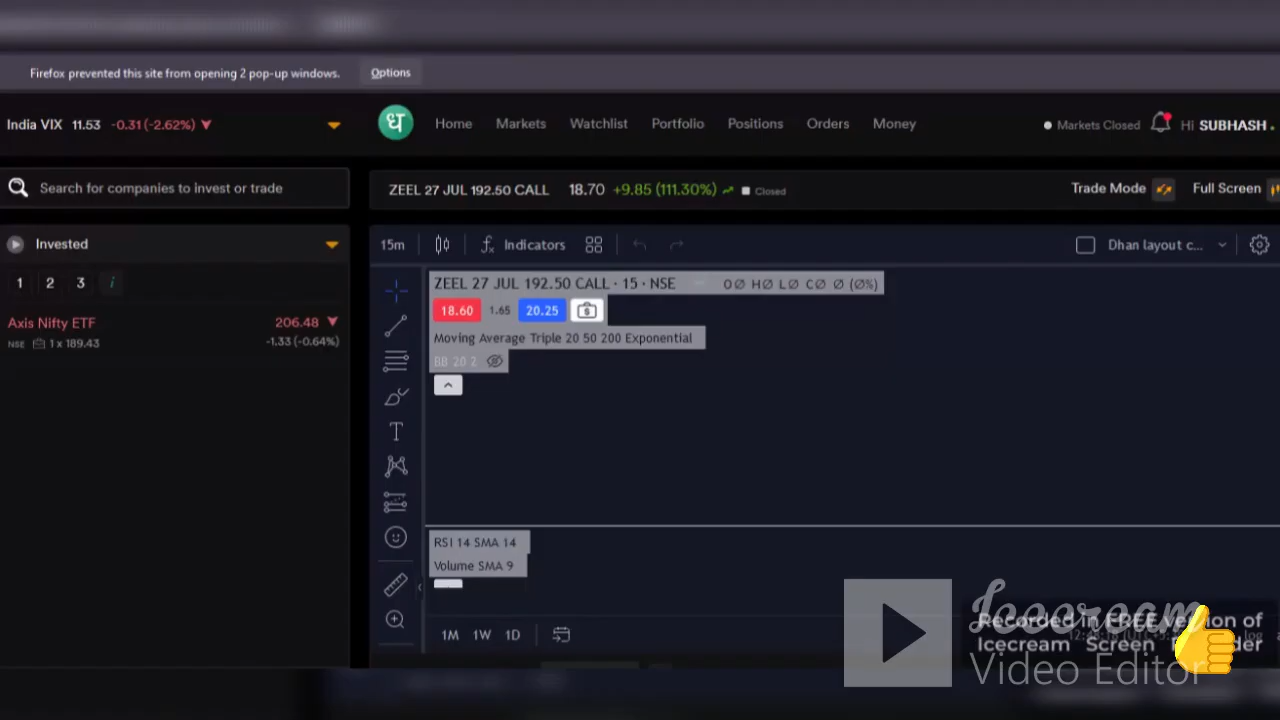 Firefox prevented this site from opening 2 pop-up windows. Options
India VIX 11.53 -0.31 (-2.62%)
ध Home Markets Watchlist Portfolio Positions Orders Money
Markets Closed Hi SUBHASH
Search for companies to invest or trade
ZEEL 27 JUL 192.50 CALL 18.70 +9.85 (111.30%) Closed
Trade Mode Full Screen
Invested
15m Indicators Dhan layout c...
1 2 3 i
ZEEL 27 JUL 192.50 CALL · 15 · NSE O∅ H∅ L∅ C∅ ∅ (∅%)
18.60 1.65 20.25
Axis Nifty ETF 206.48
NSE 1 x 189.43 -1.33 (-0.64%)
Moving Average Triple 20 50 200 Exponential
BB 20 2
RSI 14 SMA 14
Volume SMA 9
1M 1W 1D
Icecream
Video Editor
Recorded in FREE version of
Icecream Screen